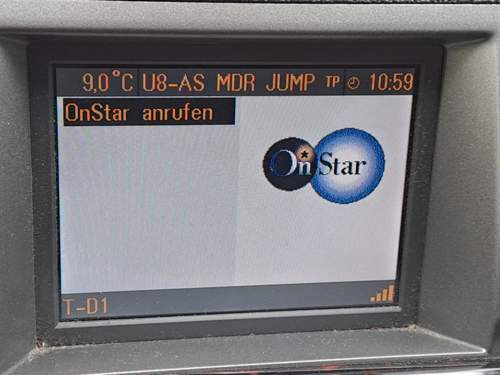 9,0°C U8-AS MDR JUMP TP 10:59
OnStar anrufen
OnStar
T-D1